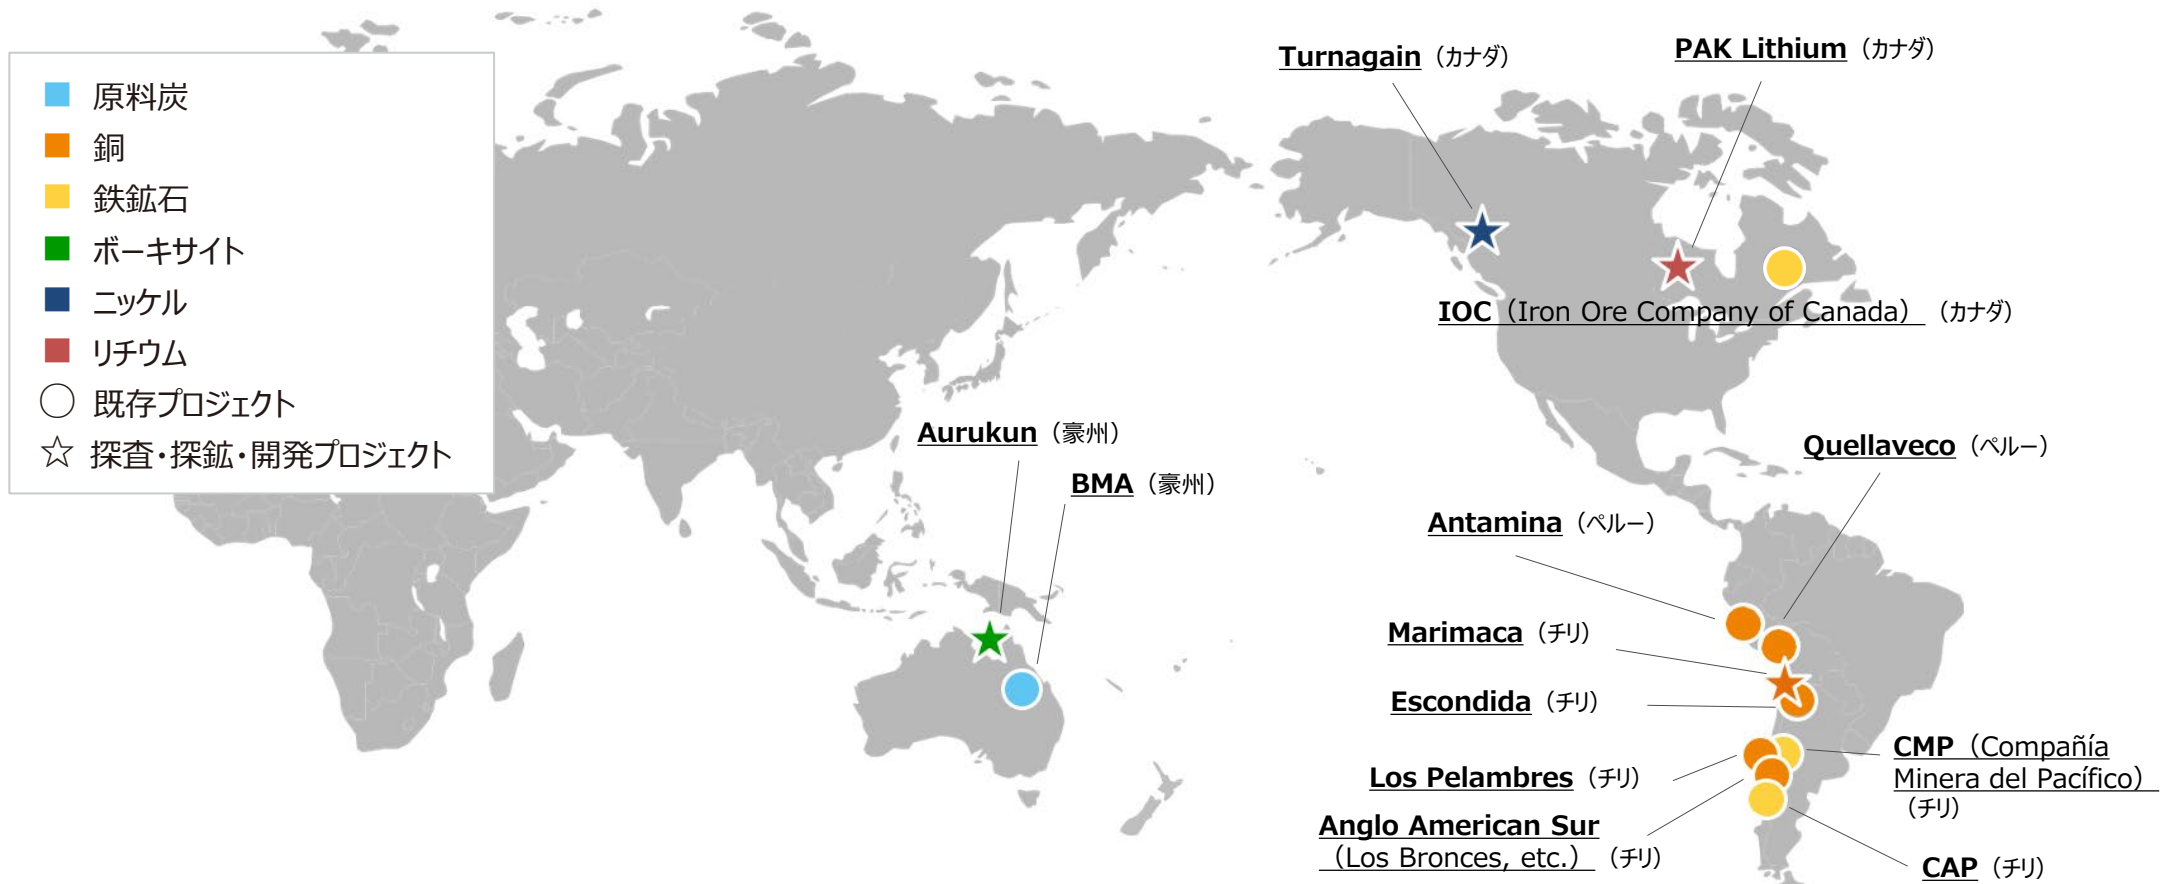 原料炭
銅
鉄鉱石
ボーキサイト
ニッケル
リチウム
既存プロジェクト
探査・探鉱・開発プロジェクト
Turnagain（カナダ）
PAK Lithium（カナダ）
IOC（Iron Ore Company of Canada）（カナダ）
Aurukun（豪州）
BMA（豪州）
Quellaveco（ペルー）
Antamina（ペルー）
Marimaca（チリ）
Escondida（チリ）
Los Pelambres（チリ）
Anglo American Sur
（Los Bronces, etc.）（チリ）
CMP（Compañía
Minera del Pacífico）
（チリ）
CAP（チリ）